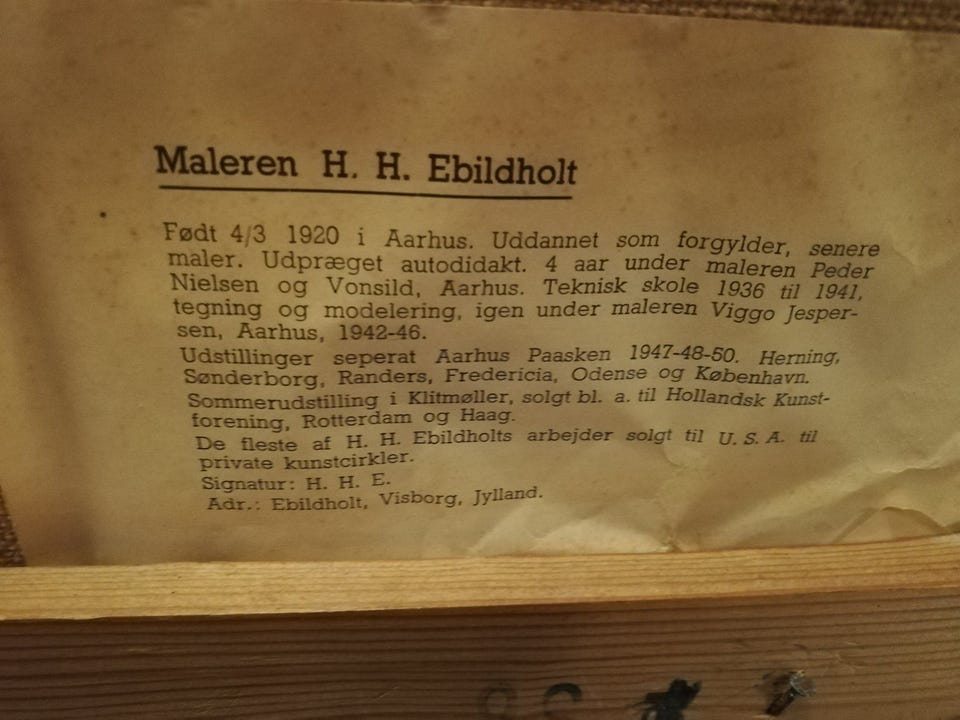 Maleren H. H. Ebildholt
Født 4/3 1920 i Aarhus. Uddannet som forgylder, senere
maler. Udpræget autodidakt. 4 aar under maleren Peder
Nielsen og Vonsild, Aarhus. Teknisk skole 1936 til 1941,
tegning og modelering, igen under maleren Viggo Jesper-
sen, Aarhus, 1942-46.
Udstillinger seperat Aarhus Paasken 1947-48-50. Herning,
Sønderborg, Randers, Fredericia, Odense og København.
Sommerudstilling i Klitmøller, solgt bl. a. til Hollandsk Kunst-
forening, Rotterdam og Haag.
De fleste af H. H. Ebildholts arbejder solgt til U. S. A. til
private kunstcirkler.
Signatur: H. H. E.
Adr.: Ebildholt, Visborg, Jylland.